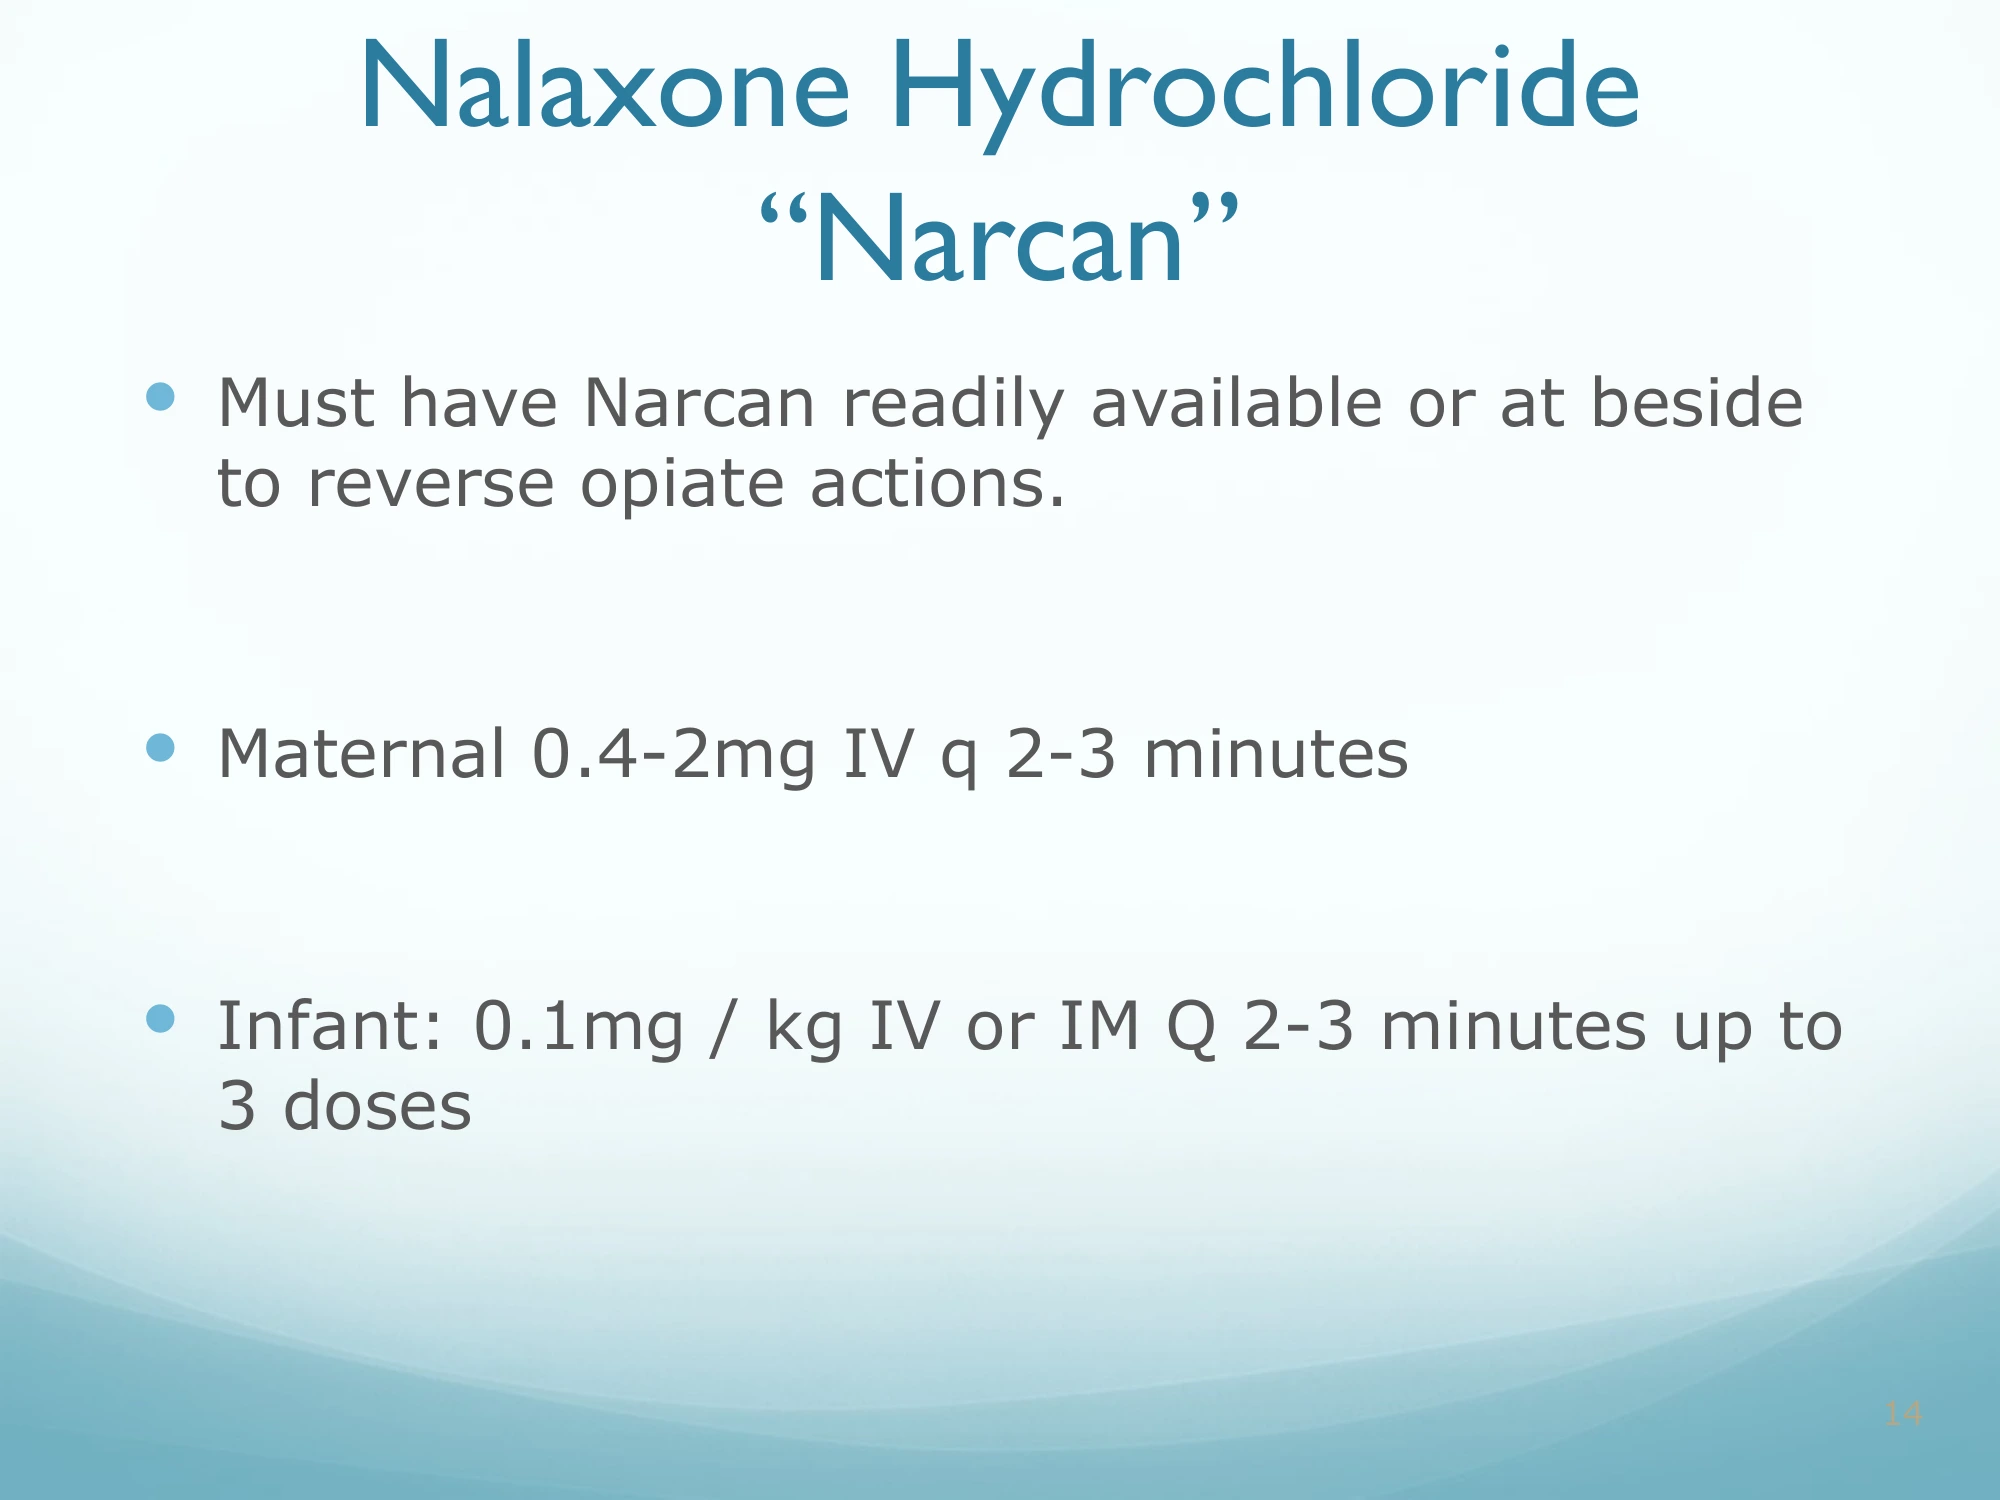 Nalaxone Hydrochloride
“Narcan”
• Must have Narcan readily available or at beside
to reverse opiate actions.
• Maternal 0.4-2mg IV q 2-3 minutes
• Infant: 0.1mg / kg IV or IM Q 2-3 minutes up to
3 doses
14